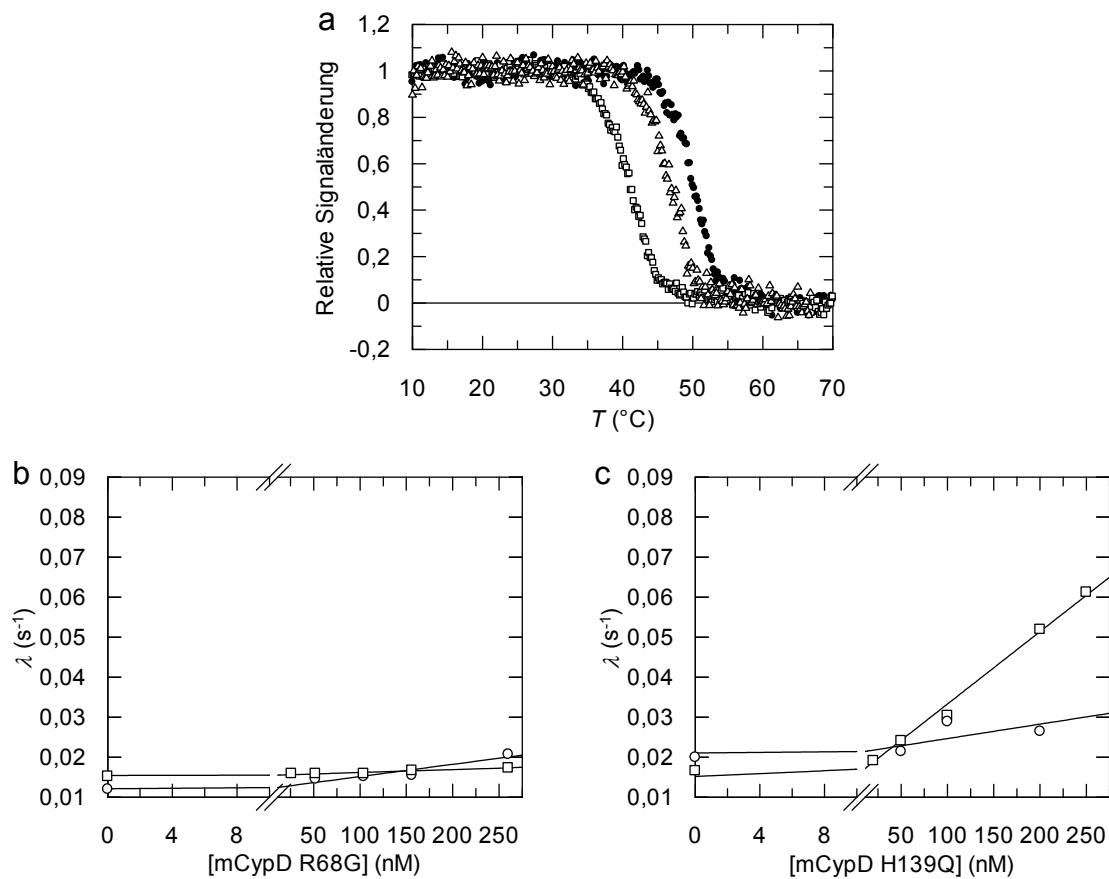 a
Relative Signaländerung
1,2
1
0,8
0,6
0,4
0,2
0
-0,2
10 20 30 40 50 60 70
T (°C)
b
λ (s⁻¹)
0,09
0,08
0,07
0,06
0,05
0,04
0,03
0,02
0,01
0 4 8 50 100 150 200 250
[mCypD R68G] (nM)
c
λ (s⁻¹)
0,09
0,08
0,07
0,06
0,05
0,04
0,03
0,02
0,01
0 4 8 50 100 150 200 250
[mCypD H139Q] (nM)